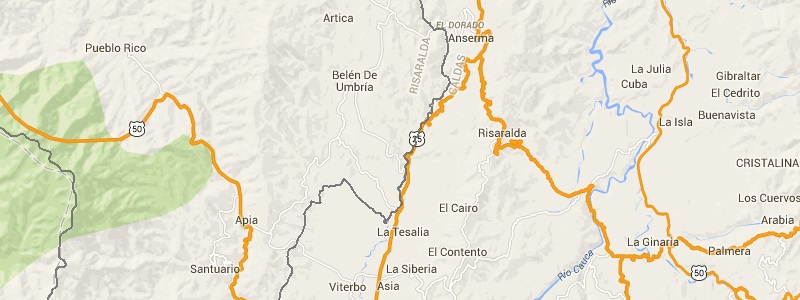 Río
Artica
EL DORADO
Anserma
Pueblo Rico
RISARALDA
CALDAS
Belén De
Umbría
La Julia
Cuba
Gibraltar
El Cedrito
Buenavista
La Isla
50
25
Risaralda
CRISTALINA
Los Cuervos
El Cairo
Apia
Arabia
La Tesalia
La Ginaria
Palmera
El Contento
Santuario
La Siberia
Río Cauca
50
Viterbo
Asia